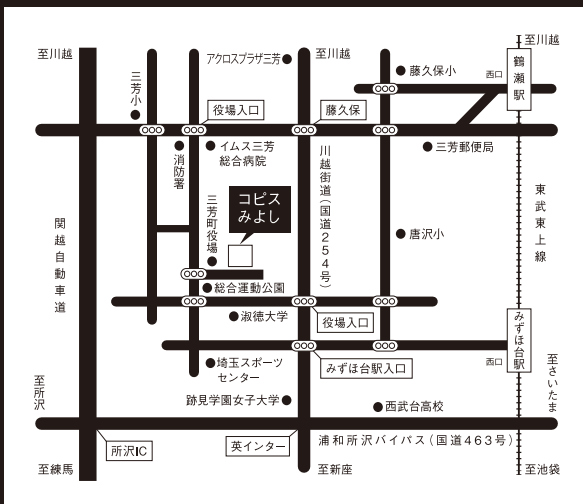 至川越
アクロスプラザ三芳
至川越
藤久保小
西口
鶴瀬駅
至川越
三芳小
役場入口
藤久保
消防署
イムス三芳
総合病院
三芳郵便局
関越自動車道
三芳町役場
コピス
みよし
川越街道(国道254号)
唐沢小
東武東上線
総合運動公園
淑徳大学
役場入口
みずほ台駅
埼玉スポーツ
センター
みずほ台駅入口
西口
至さいたま
至所沢
跡見学園女子大学
西武台高校
所沢IC
英インター
浦和所沢バイパス(国道463号)
至練馬
至新座
至池袋